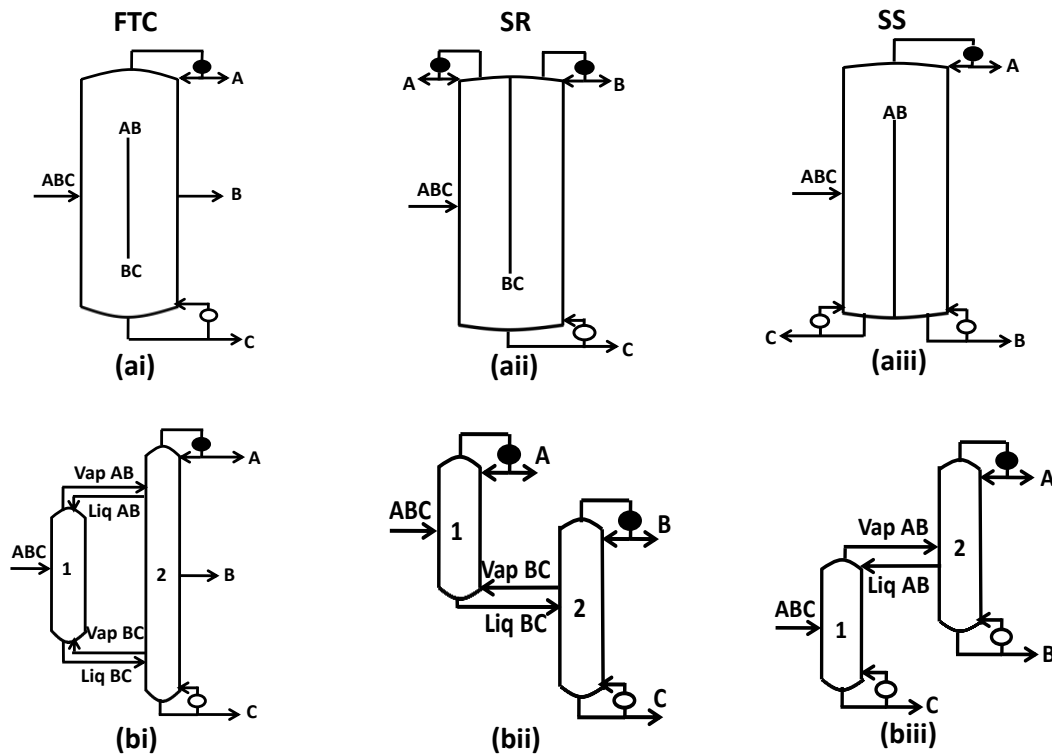 FTC
SR
SS
A
AB
ABC
B
BC
C
(ai)
A
B
ABC
BC
C
(aii)
A
AB
ABC
C
B
(aiii)
A
Vap AB
Liq AB
ABC
1
2
B
Vap BC
Liq BC
C
(bi)
A
ABC
1
B
Vap BC
2
Liq BC
C
(bii)
A
Vap AB
2
Liq AB
ABC
1
B
C
(biii)